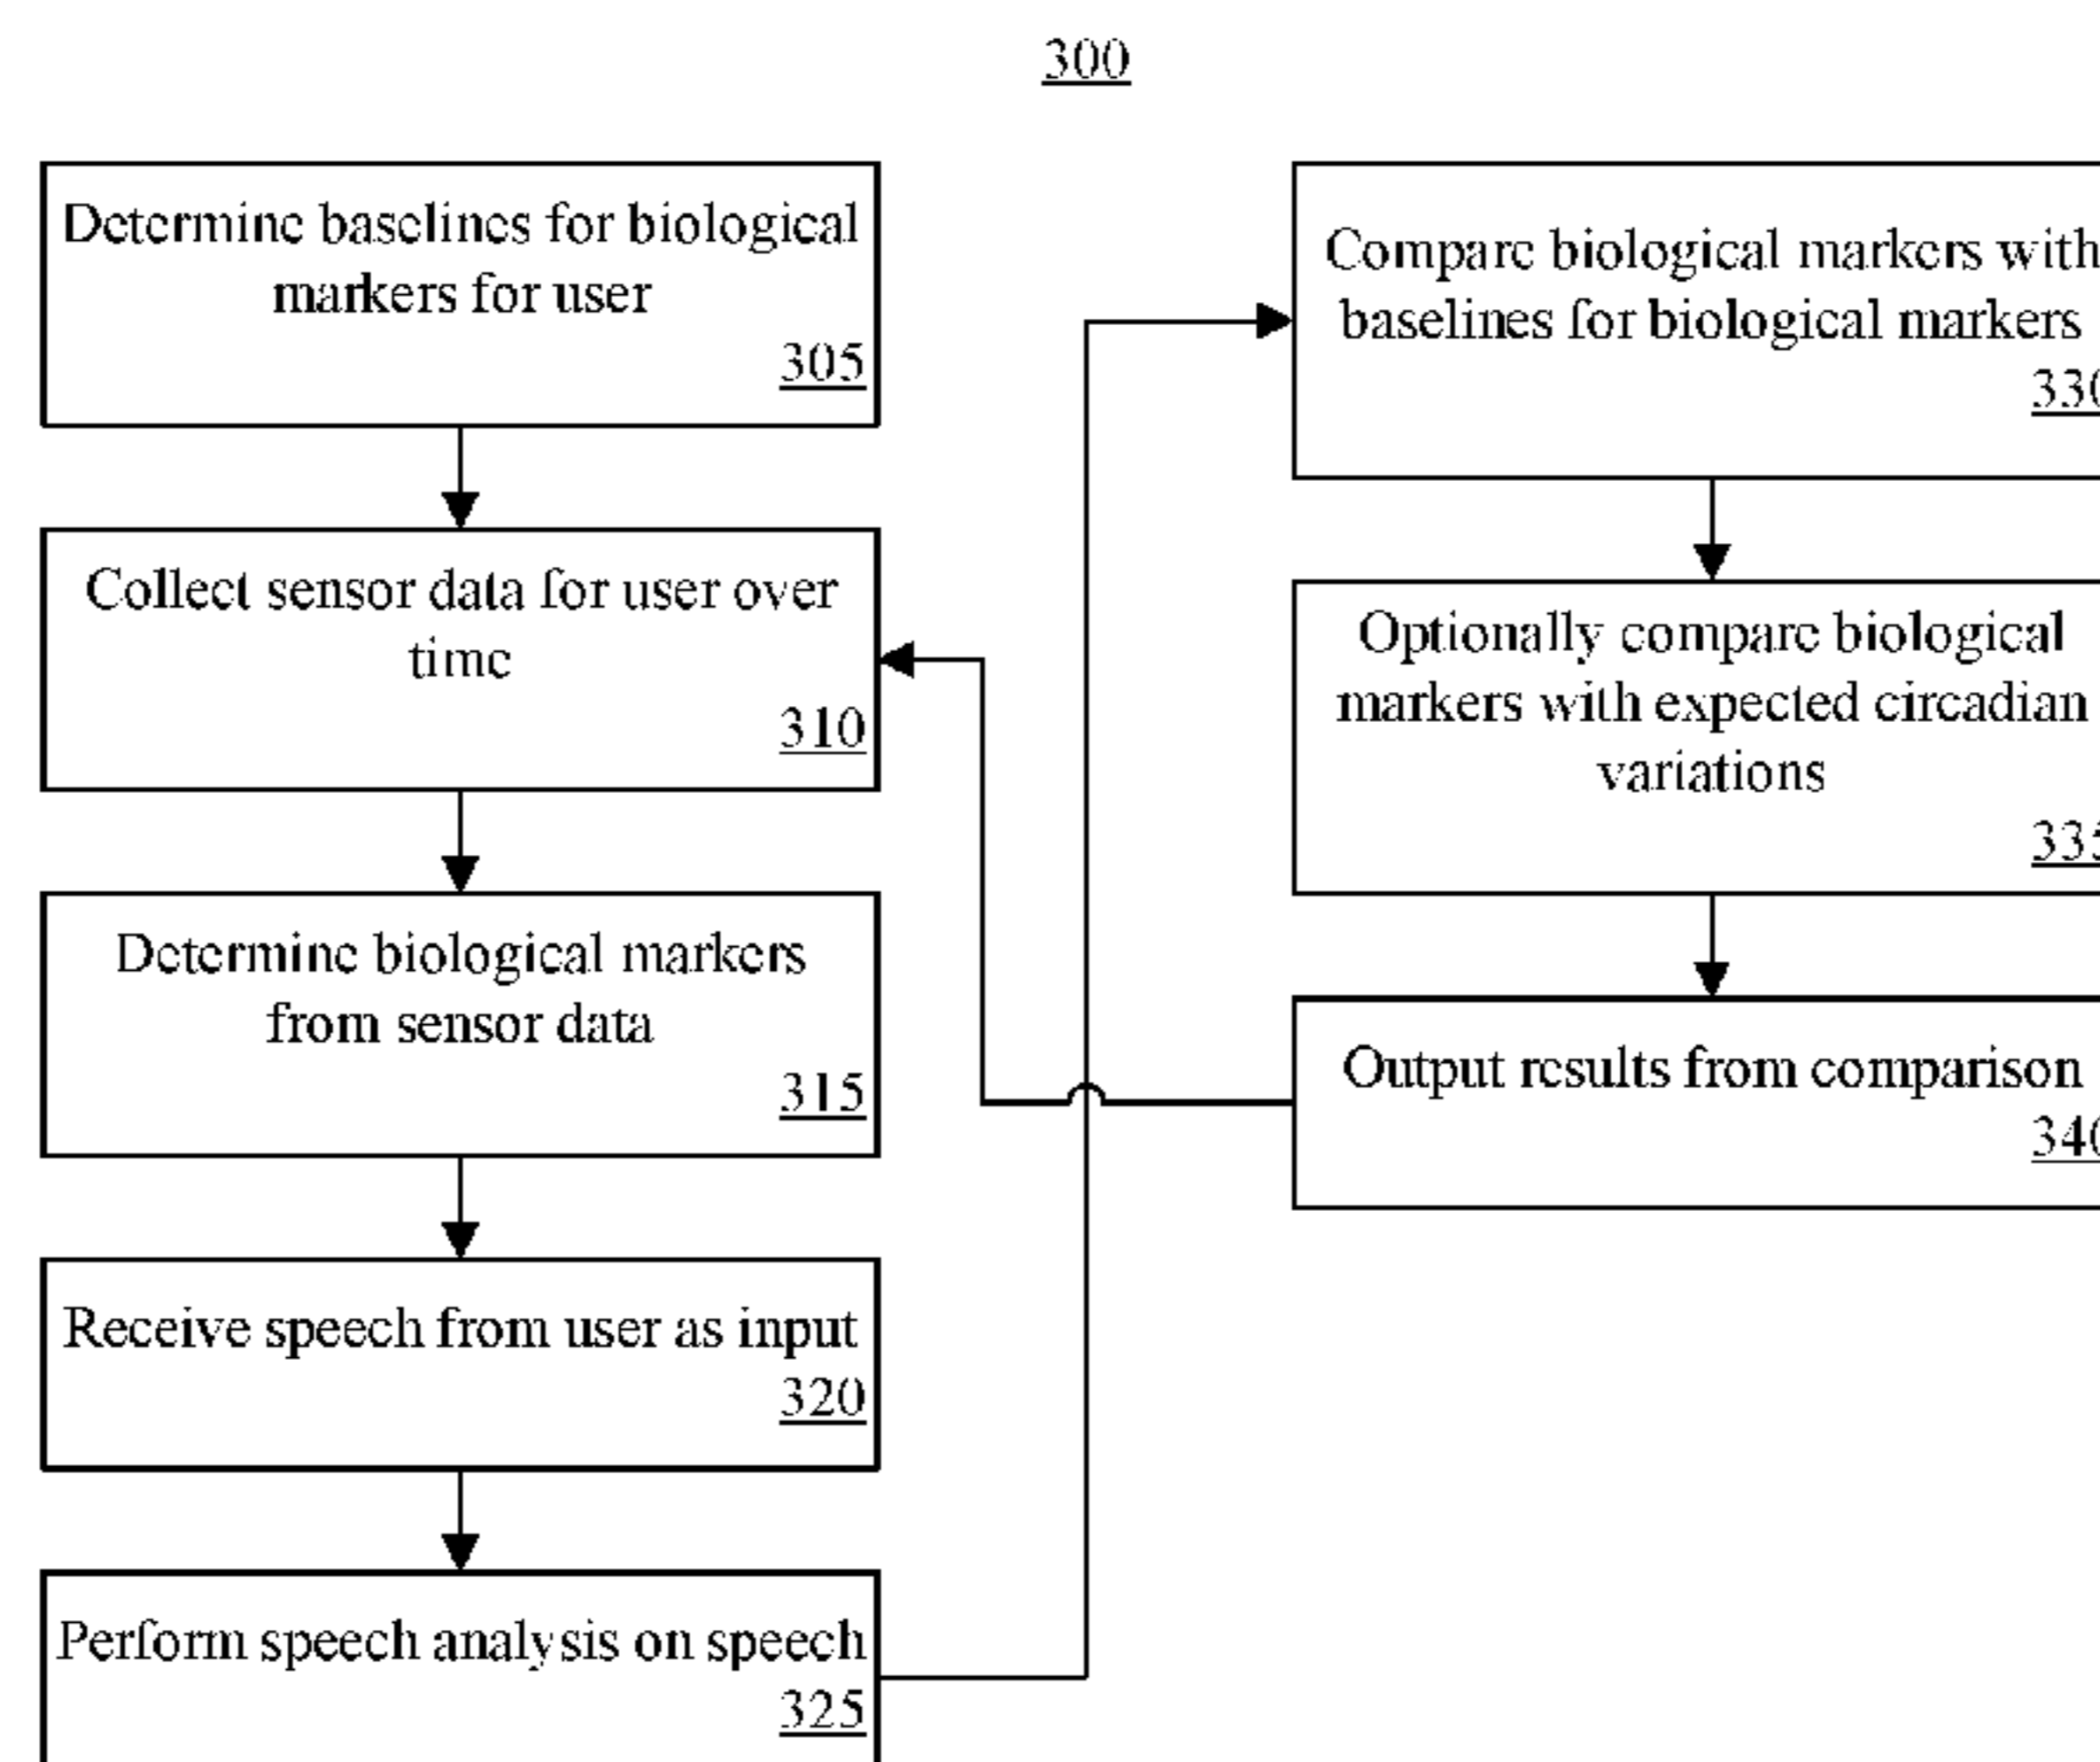 300
Determine baselines for biological
markers for user
305
Collect sensor data for user over
time
310
Determine biological markers
from sensor data
315
Receive speech from user as input
320
Perform speech analysis on speech
325
Compare biological markers with
baselines for biological markers
330
Optionally compare biological
markers with expected circadian
variations
335
Output results from comparison
340